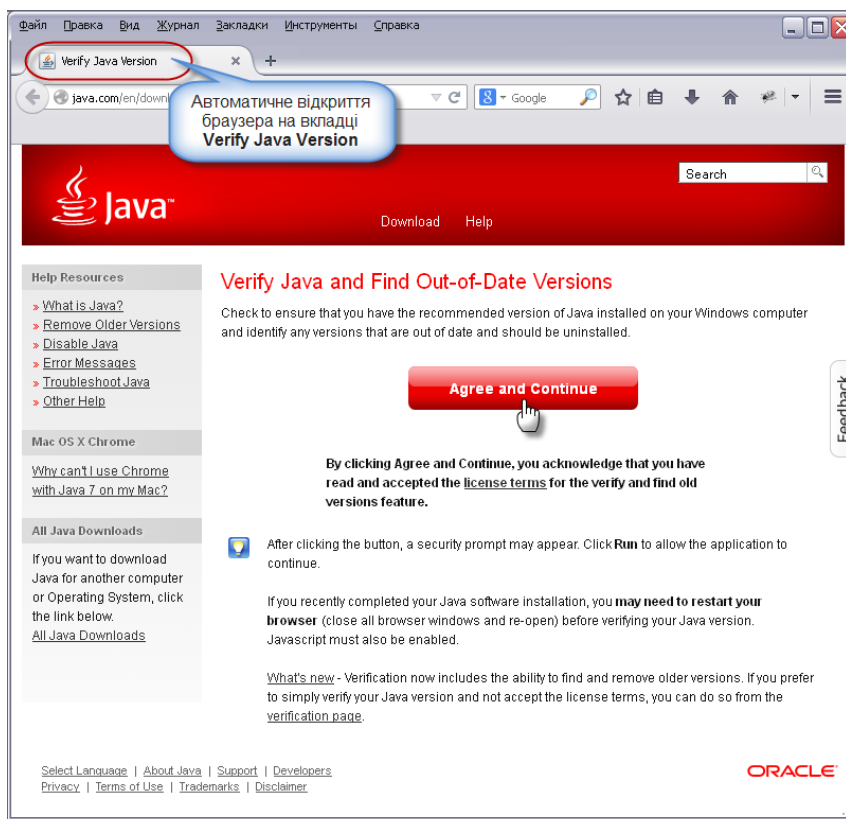 Файл Правка Вид Журнал Закладки Инструменты Справка
Verify Java Version
Автоматичне відкриття
браузера на вкладці
Verify Java Version
java.com/en/downl
Google
Search
Java™
Download Help
Help Resources
» What is Java?
» Remove Older Versions
» Disable Java
» Error Messages
» Troubleshoot Java
» Other Help
Mac OS X Chrome
Why can't I use Chrome
with Java 7 on my Mac?
All Java Downloads
If you want to download
Java for another computer
or Operating System, click
the link below.
All Java Downloads
Verify Java and Find Out-of-Date Versions
Check to ensure that you have the recommended version of Java installed on your Windows computer
and identify any versions that are out of date and should be uninstalled.
Agree and Continue
By clicking Agree and Continue, you acknowledge that you have
read and accepted the license terms for the verify and find old
versions feature.
After clicking the button, a security prompt may appear. Click Run to allow the application to
continue.
If you recently completed your Java software installation, you may need to restart your
browser (close all browser windows and re-open) before verifying your Java version.
Javascript must also be enabled.
What's new - Verification now includes the ability to find and remove older versions. If you prefer
to simply verify your Java version and not accept the license terms, you can do so from the
verification page.
Feedback
Select Language | About Java | Support | Developers
Privacy | Terms of Use | Trademarks | Disclaimer
ORACLE